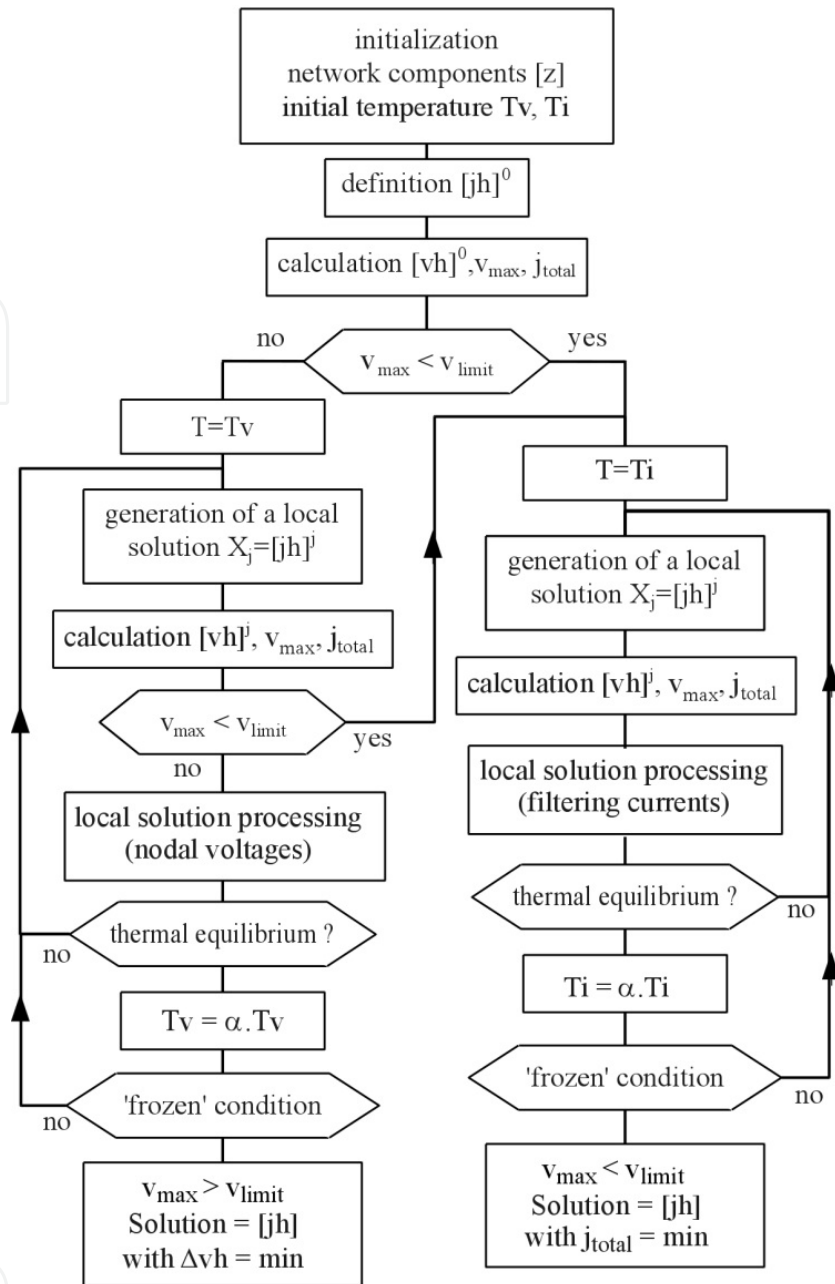 initialization
network components [z]
initial temperature Tv, Ti
definition [jh]⁰
calculation [vh]⁰,vₘₐₓ, jₜₒₜₐₗ
no
yes
vₘₐₓ < v limit
T=Tv
generation of a local
solution Xⱼ=[jh]ʲ
calculation [vh]ʲ, vₘₐₓ, jₜₒₜₐₗ
vₘₐₓ < v limit
yes
no
local solution processing
(nodal voltages)
thermal equilibrium ?
no
Tv = α.Tv
'frozen' condition
no
vₘₐₓ > v limit
Solution = [jh]
with Δvh = min
T=Ti
generation of a local
solution Xⱼ=[jh]ʲ
calculation [vh]ʲ, vₘₐₓ, jₜₒₜₐₗ
local solution processing
(filtering currents)
thermal equilibrium ?
no
Ti = α.Ti
'frozen' condition
no
vₘₐₓ < v limit
Solution = [jh]
with jₜₒₜₐₗ = min